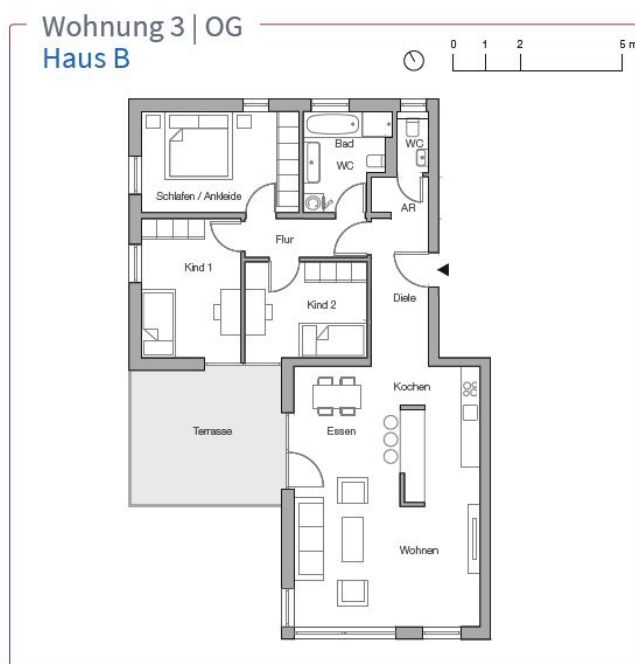 Wohnung 3 | OG
Haus B
0 1 2 5 m
Bad
WC
WC
Schlafen / Ankleide
AR
Flur
Kind 1
Kind 2
Diele
Kochen
Terrasse
Essen
Wohnen